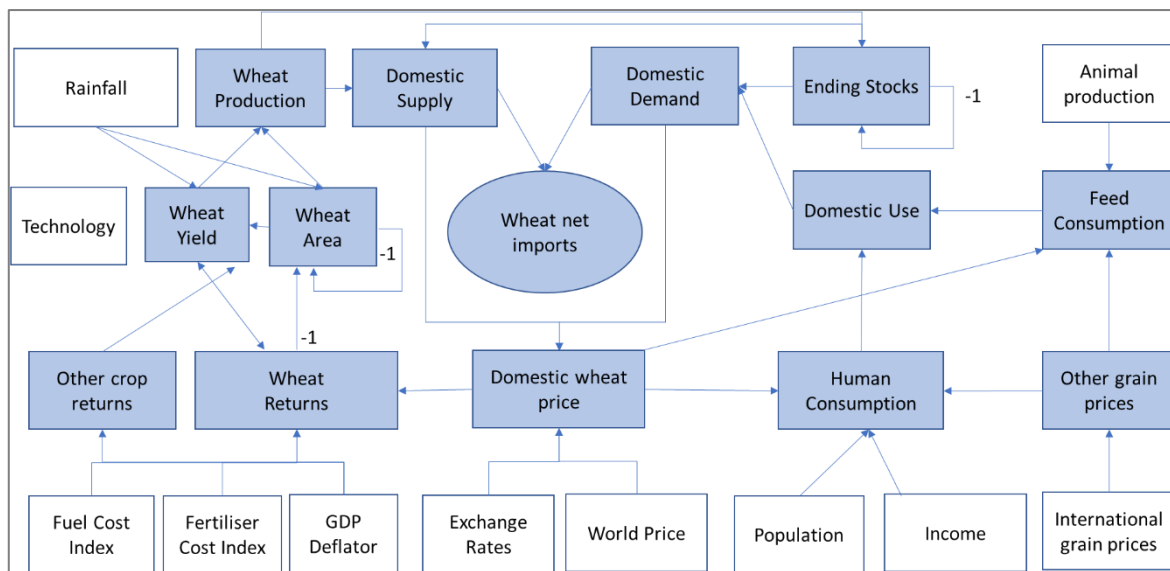 Rainfall
Wheat
Production
Domestic
Supply
Domestic
Demand
Ending Stocks
-1
Animal
production
Technology
Wheat
Yield
Wheat
Area
-1
Wheat net
imports
Domestic Use
Feed
Consumption
-1
Other crop
returns
Wheat
Returns
Domestic wheat
price
Human
Consumption
Other grain
prices
Fuel Cost
Index
Fertiliser
Cost Index
GDP
Deflator
Exchange
Rates
World Price
Population
Income
International
grain prices